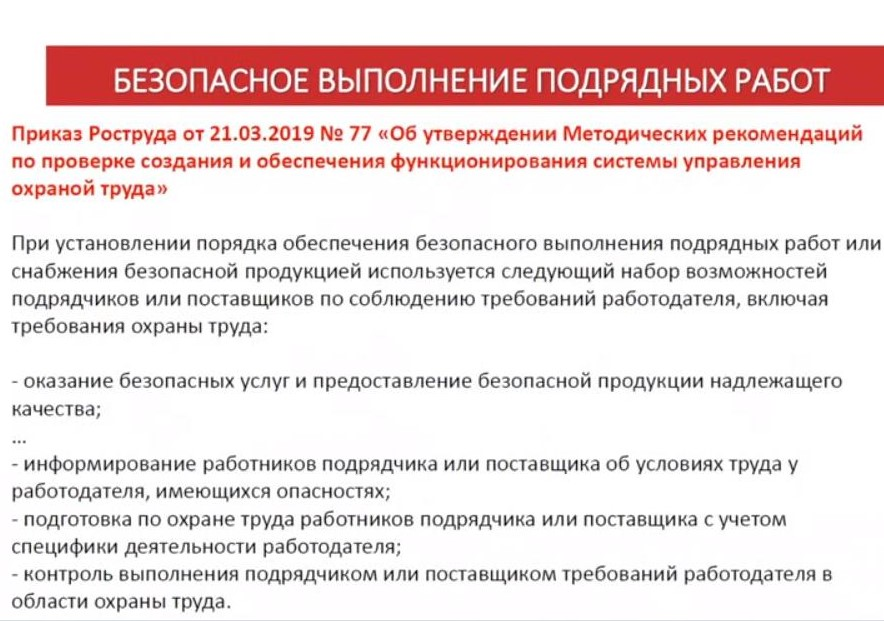 БЕЗОПАСНОЕ ВЫПОЛНЕНИЕ ПОДРЯДНЫХ РАБОТ
Приказ Роструда от 21.03.2019 № 77 «Об утверждении Методических рекомендаций
по проверке создания и обеспечения функционирования системы управления
охраной труда»
При установлении порядка обеспечения безопасного выполнения подрядных работ или
снабжения безопасной продукцией используется следующий набор возможностей
подрядчиков или поставщиков по соблюдению требований работодателя, включая
требования охраны труда:
- оказание безопасных услуг и предоставление безопасной продукции надлежащего
качества;
...
- информирование работников подрядчика или поставщика об условиях труда у
работодателя, имеющихся опасностях;
- подготовка по охране труда работников подрядчика или поставщика с учетом
специфики деятельности работодателя;
- контроль выполнения подрядчиком или поставщиком требований работодателя в
области охраны труда.